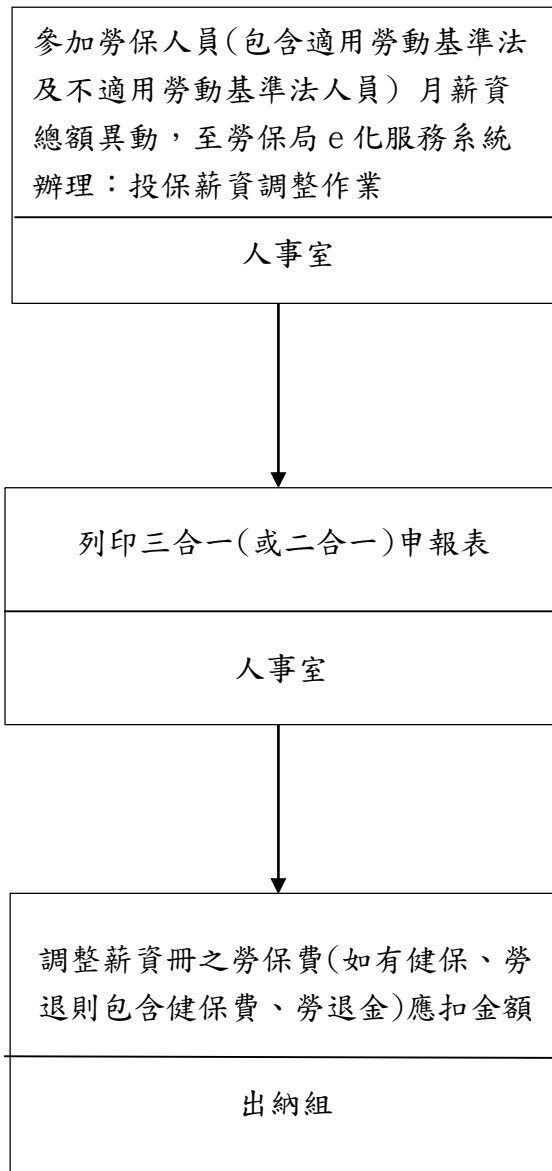 參加勞保人員(包含適用勞動基準法
及不適用勞動基準法人員) 月薪資
總額異動，至勞保局 e 化服務系統
辦理：投保薪資調整作業
人事室
列印三合一(或二合一)申報表
人事室
調整薪資冊之勞保費(如有健保、勞
退則包含健保費、勞退金)應扣金額
出納組